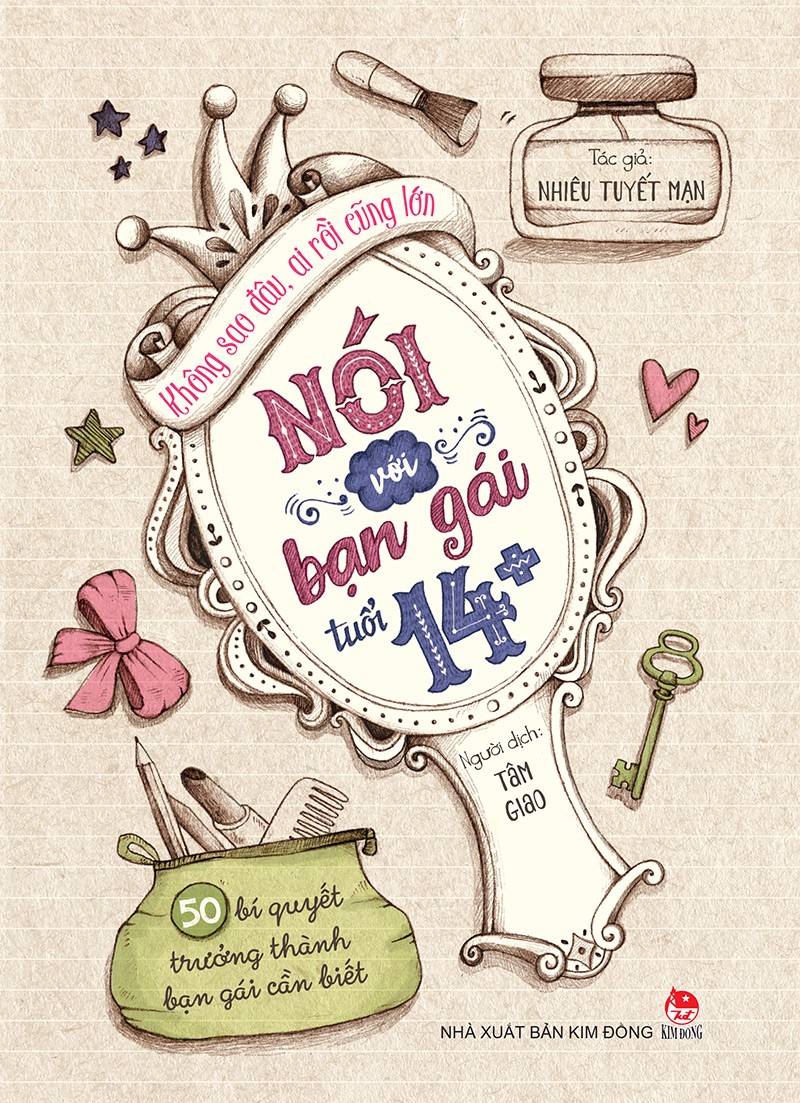 Tác giả:
NHIÊU TUYẾT MẠN
Không sao đâu, ai rồi cũng lớn
NÓI
với
bạn gái
tuổi 14+
Người dịch:
TÂM
GIAO
50 bí quyết
trưởng thành
bạn gái cần biết
NHÀ XUẤT BẢN KIM ĐỒNG
KIM ĐỒNG